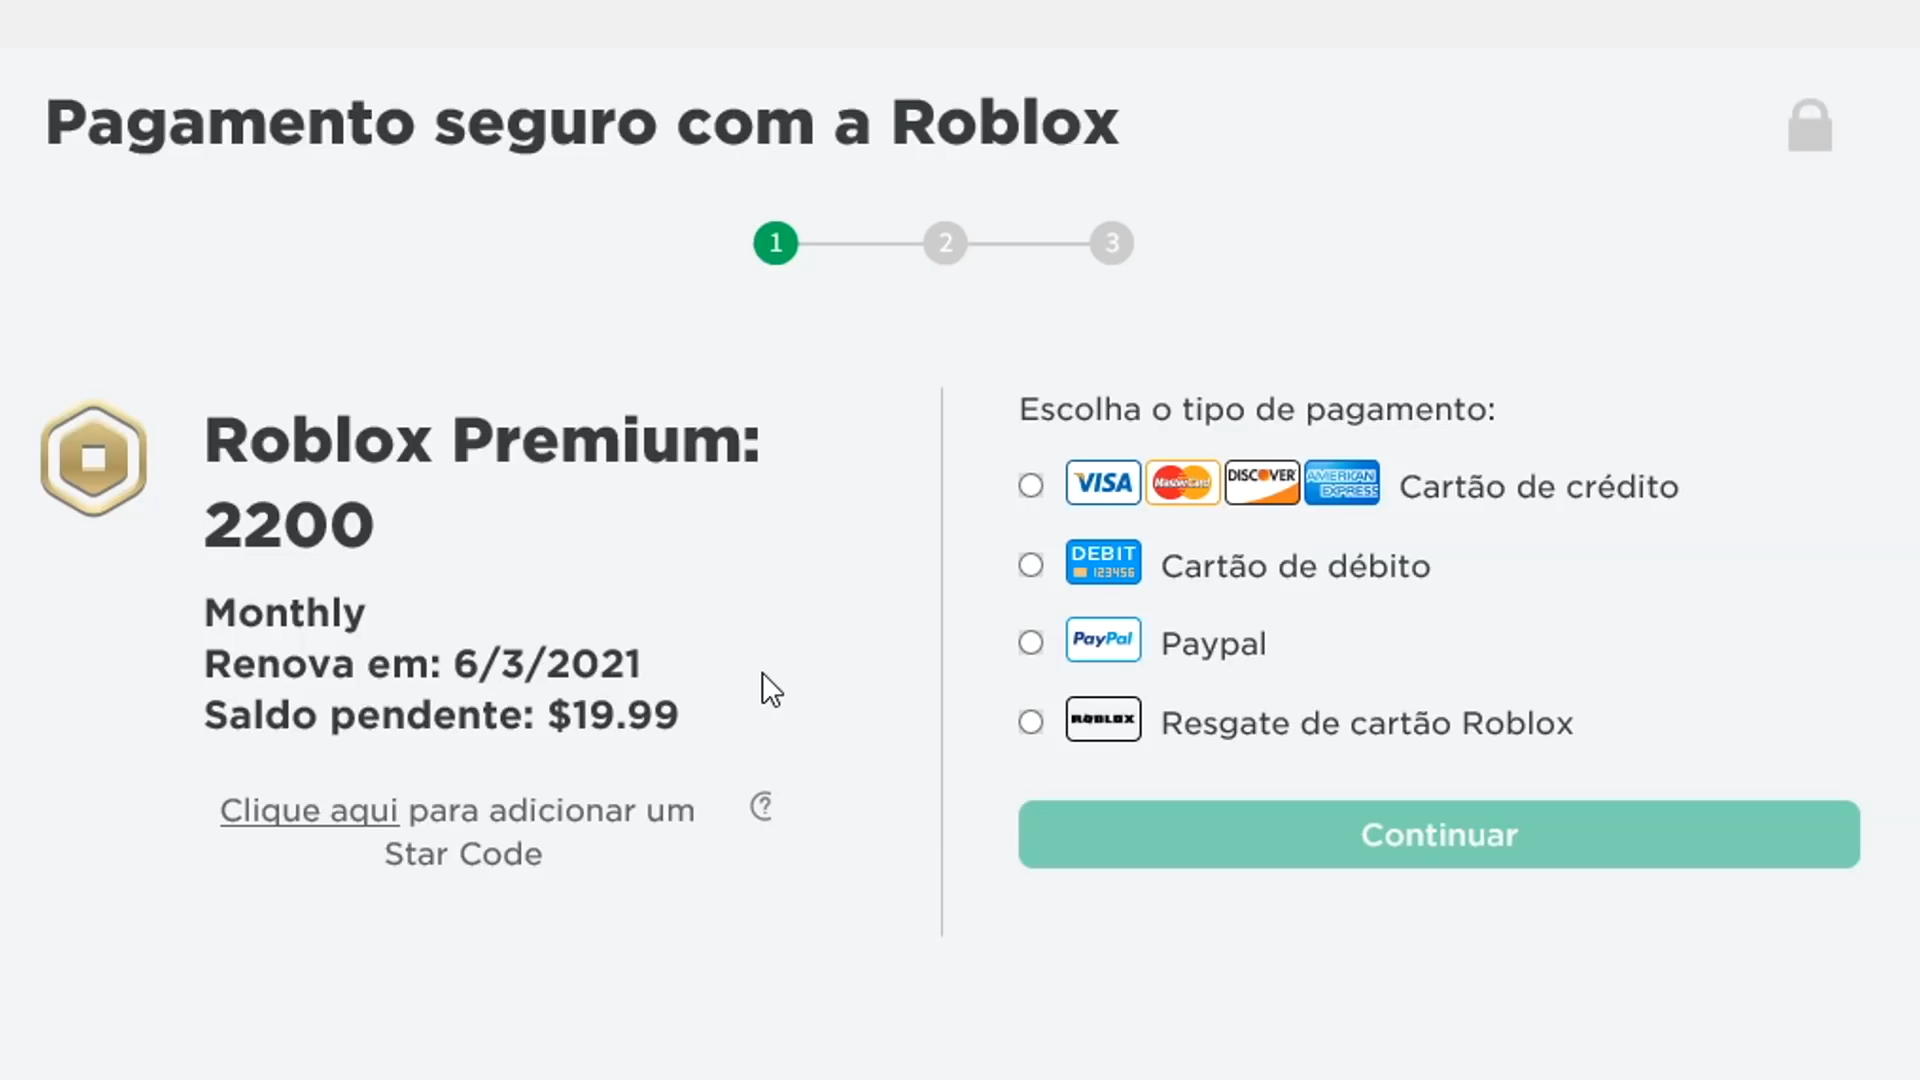 Pagamento seguro com a Roblox
1 2 3
Roblox Premium:
2200
Monthly
Renova em: 6/3/2021
Saldo pendente: $19.99
Clique aqui para adicionar um
Star Code
?
Escolha o tipo de pagamento:
VISA MasterCard DISCOVER AMERICAN EXPRESS Cartão de crédito
DEBIT 123456 Cartão de débito
PayPal Paypal
ROBLOX Resgate de cartão Roblox
Continuar